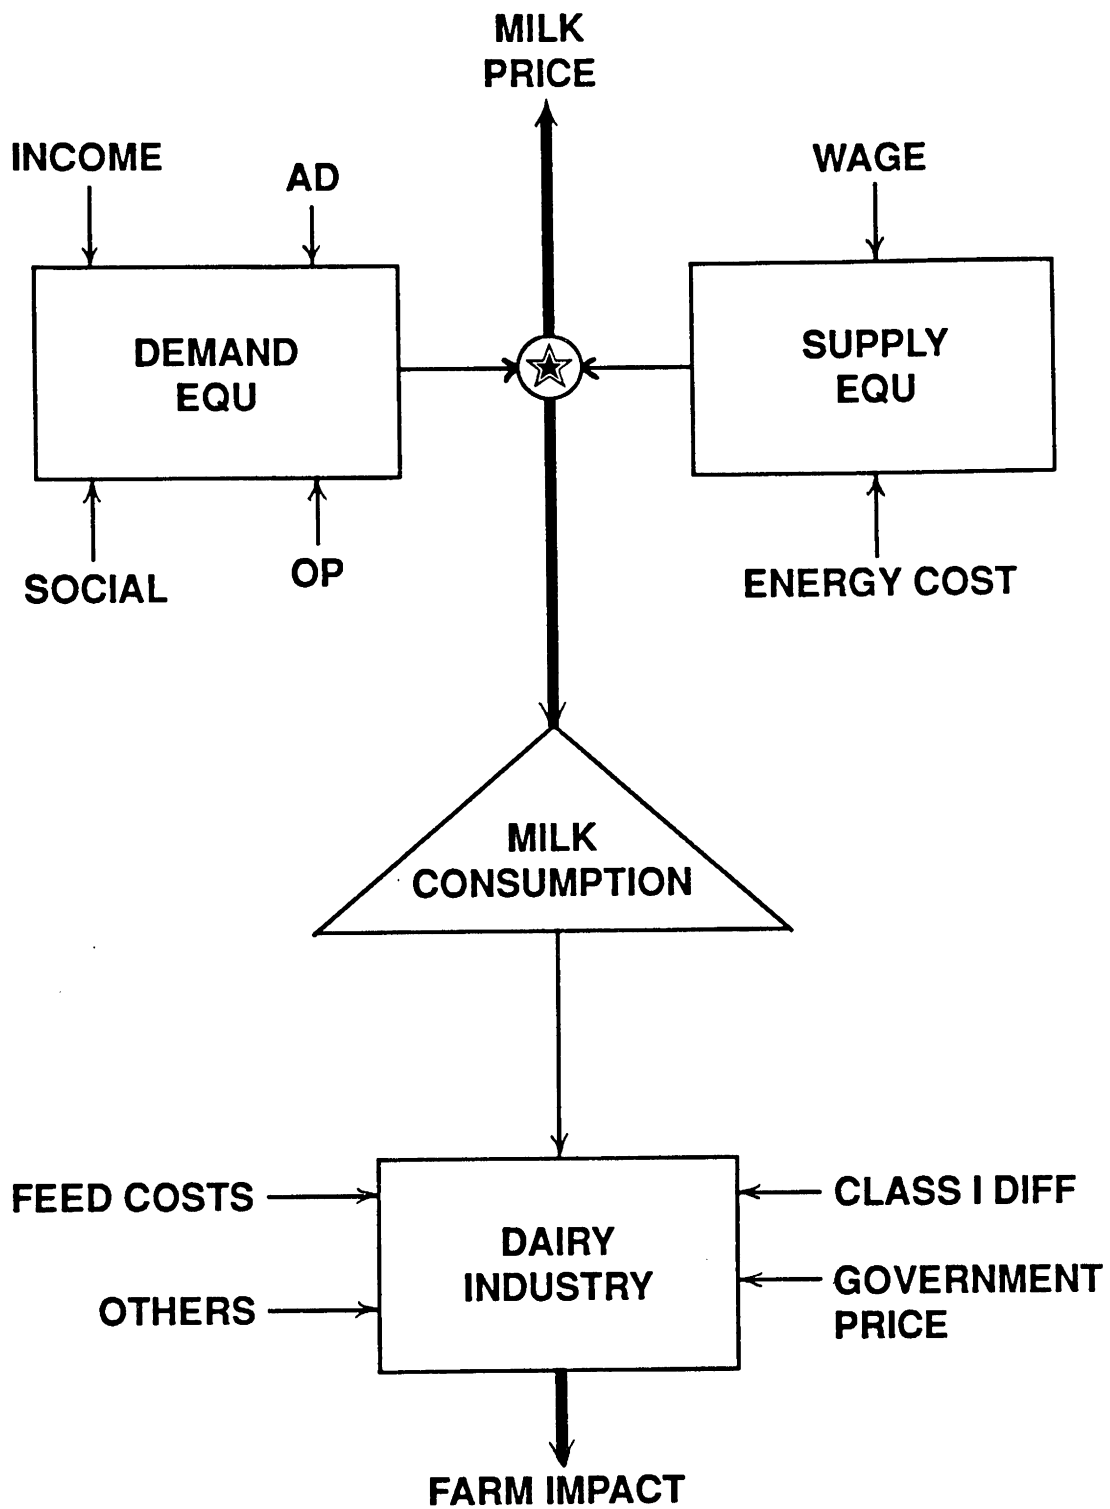 MILK
PRICE
INCOME
AD
WAGE
DEMAND
EQU
SUPPLY
EQU
SOCIAL
OP
ENERGY COST
MILK
CONSUMPTION
FEED COSTS
CLASS I DIFF
DAIRY
INDUSTRY
OTHERS
GOVERNMENT
PRICE
FARM IMPACT